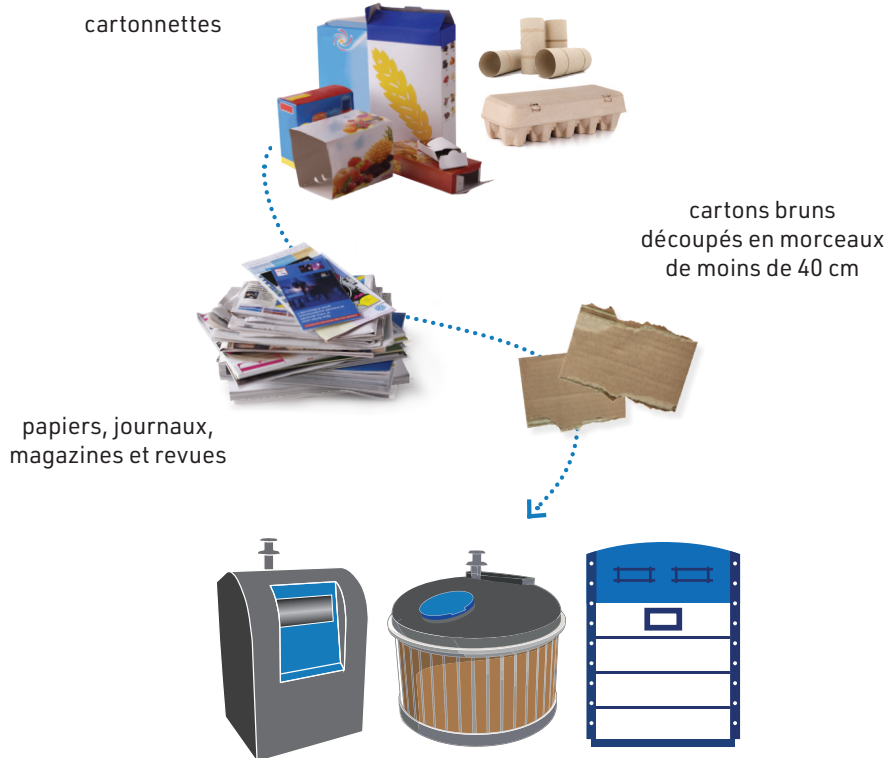 cartonnettes
cartons bruns
découpés en morceaux
de moins de 40 cm
papiers, journaux,
magazines et revues